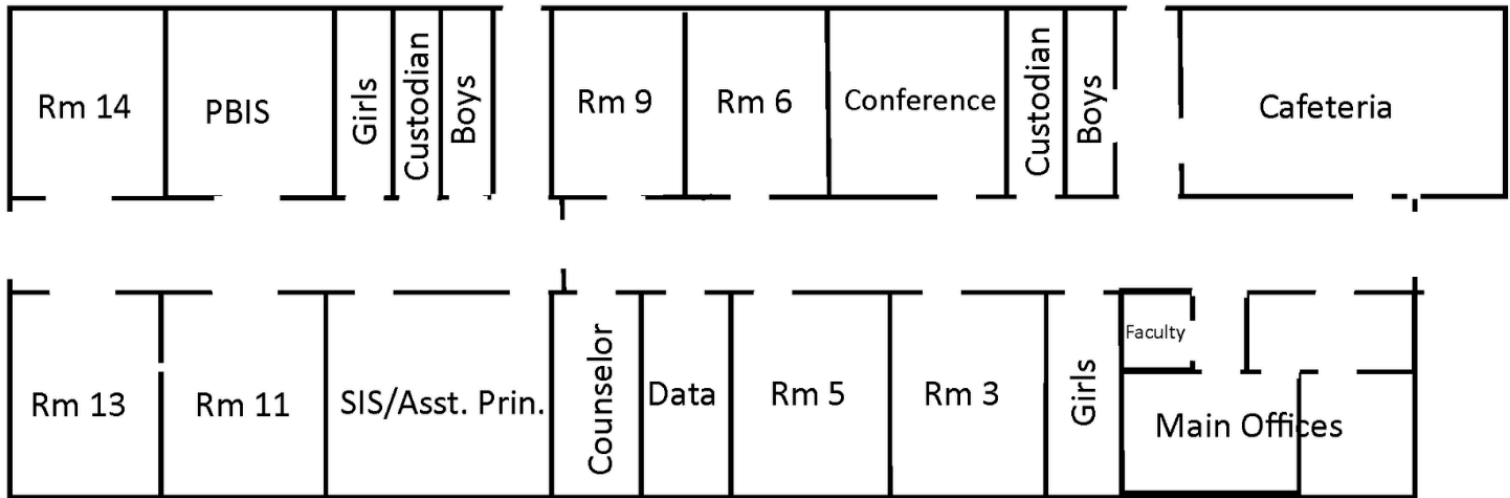 Rm 14
PBIS
Girls
Custodian
Boys
Rm 9
Rm 6
Conference
Custodian
Boys
Cafeteria
Rm 13
Rm 11
SIS/Asst. Prin.
Counselor
Data
Rm 5
Rm 3
Girls
Faculty
Main Offices